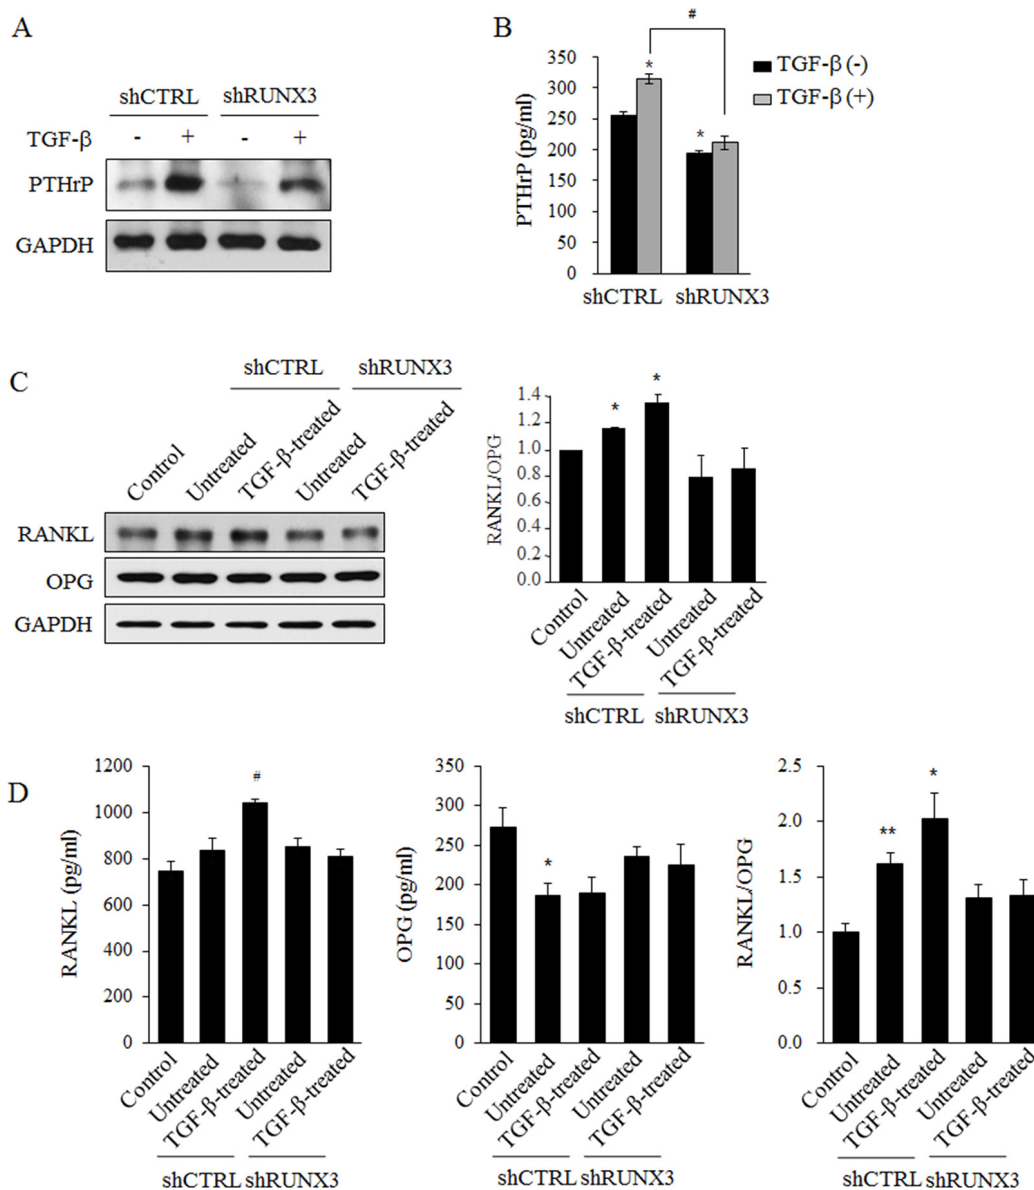 A
shCTRL shRUNX3
TGF-β - + - +
PTHrP
GAPDH
B
#
350
300
250
200
150
100
50
0
PTHrP (pg/ml)
*
*
TGF-β (-)
TGF-β (+)
shCTRL shRUNX3
C
shCTRL shRUNX3
Control
Untreated
TGF-β-treated
Untreated
TGF-β-treated
RANKL
OPG
GAPDH
RANKL/OPG
1.4
1.2
1.0
0.8
0.6
0.4
0.2
0.0
*
*
Control
Untreated
TGF-β-treated
Untreated
TGF-β-treated
shCTRL shRUNX3
D
RANKL (pg/ml)
1200
1000
800
600
400
200
0
#
Control
Untreated
TGF-β-treated
Untreated
TGF-β-treated
shCTRL shRUNX3
OPG (pg/ml)
350
300
250
200
150
100
50
0
*
Control
Untreated
TGF-β-treated
Untreated
TGF-β-treated
shCTRL shRUNX3
RANKL/OPG
2.5
2.0
1.5
1.0
0.5
0.0
**
*
Control
Untreated
TGF-β-treated
Untreated
TGF-β-treated
shCTRL shRUNX3